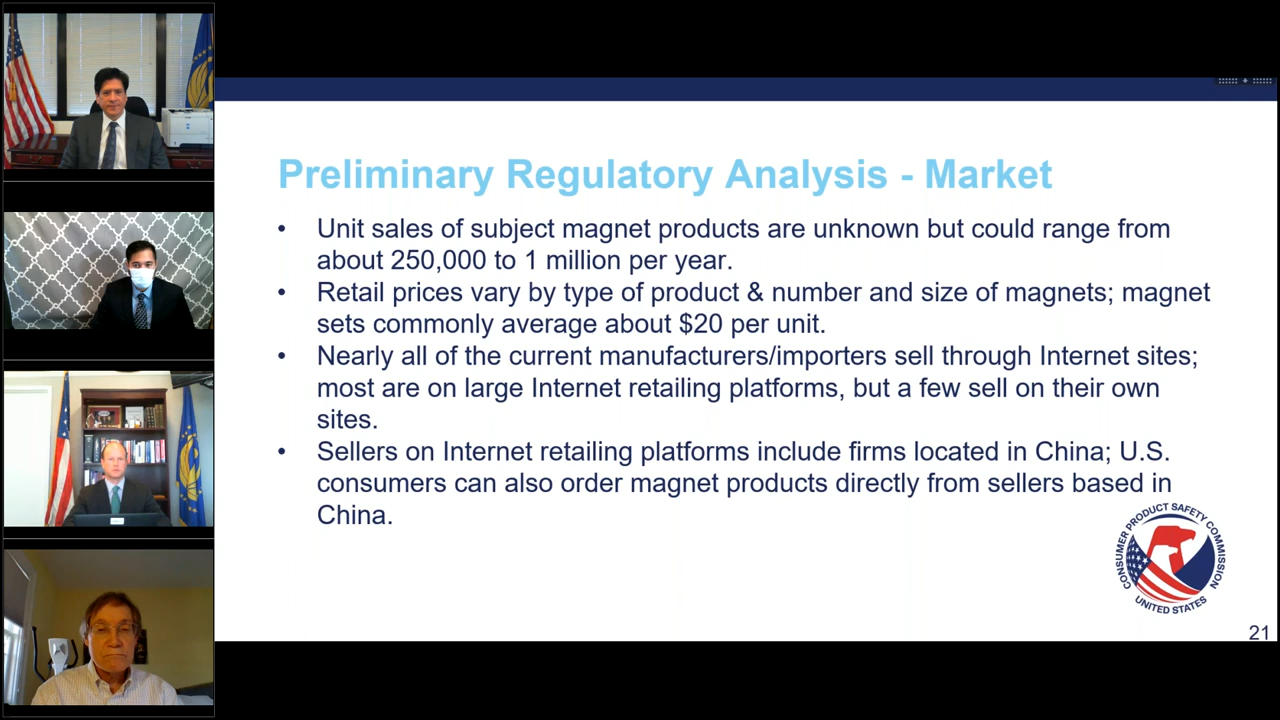 Preliminary Regulatory Analysis - Market
• Unit sales of subject magnet products are unknown but could range from
about 250,000 to 1 million per year.
• Retail prices vary by type of product & number and size of magnets; magnet
sets commonly average about $20 per unit.
• Nearly all of the current manufacturers/importers sell through Internet sites;
most are on large Internet retailing platforms, but a few sell on their own
sites.
• Sellers on Internet retailing platforms include firms located in China; U.S.
consumers can also order magnet products directly from sellers based in
China.
CONSUMER PRODUCT SAFETY COMMISSION
UNITED STATES
21